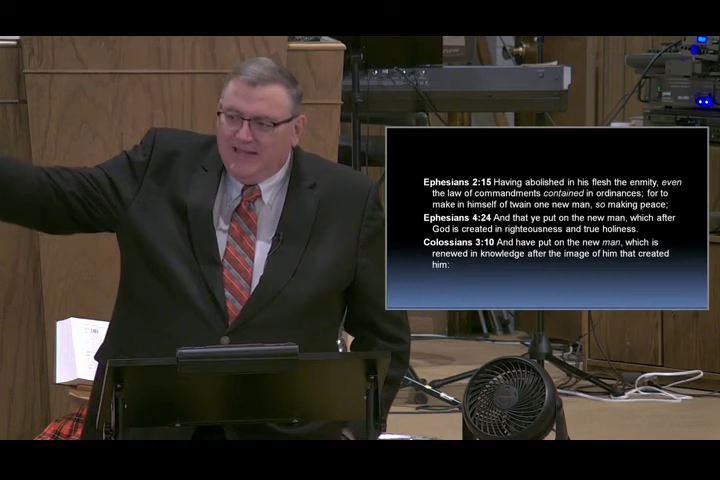 Ephesians 2:15 Having abolished in his flesh the enmity, even
the law of commandments contained in ordinances; for to
make in himself of twain one new man, so making peace;
Ephesians 4:24 And that ye put on the new man, which after
God is created in righteousness and true holiness.
Colossians 3:10 And have put on the new man, which is
renewed in knowledge after the image of him that created
him: